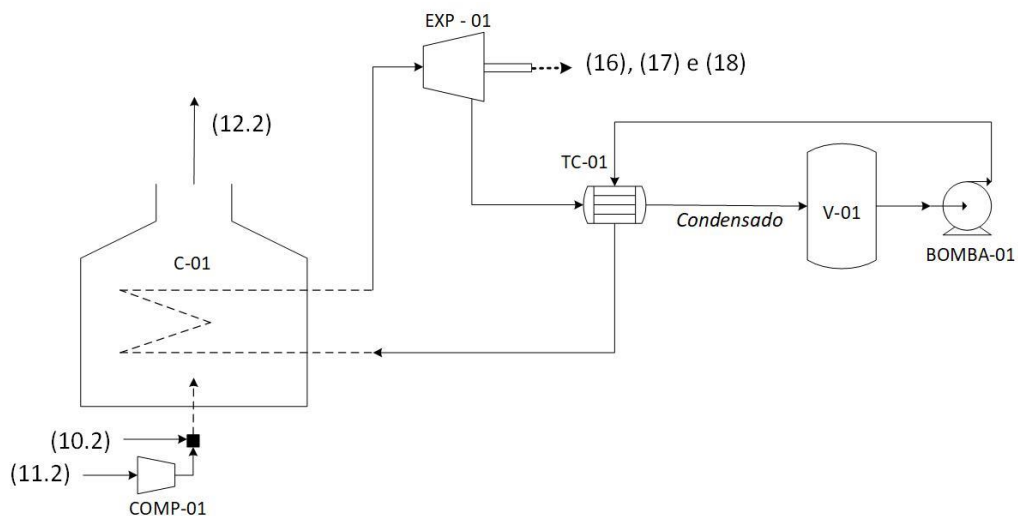 EXP - 01
(16), (17) e (18)
(12.2)
TC-01
C-01
Condensado
V-01
BOMBA-01
(10.2)
(11.2)
COMP-01